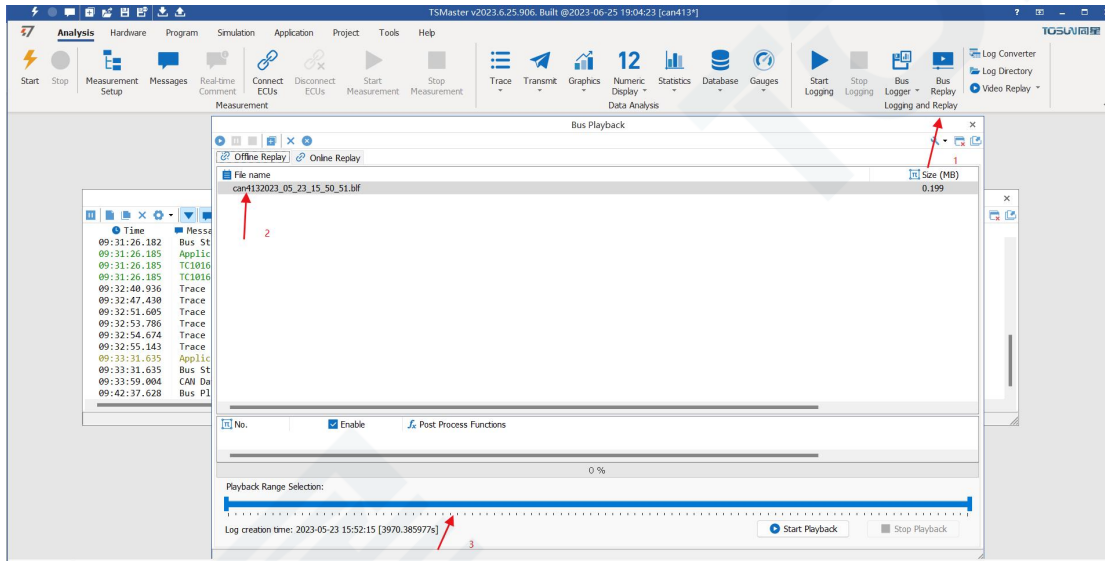 TSMaster v2023.6.25.906. Built @2023-06-25 19:04:23 [can413*]
Analysis Hardware Program Simulation Application Project Tools Help
TOSUN同星
Start
Stop
Measurement Setup
Messages
Real-time Comment
Connect ECUs
Disconnect ECUs
Start Measurement
Stop Measurement
Measurement
Trace
Transmit
Graphics
12
Numeric Display
Statistics
Database
Gauges
Data Analysis
Start Logging
Stop Logging
Bus Logger
Bus Replay
Log Converter
Log Directory
Video Replay
Logging and Replay
Bus Playback
Offline Replay Online Replay
1
File name Size (MB)
can4132023_05_23_15_50_51.blf 0.199
2
Time Messa
09:31:26.182 Bus St
09:31:26.185 Applic
09:31:26.185 TC1016
09:31:26.185 TC1016
09:32:40.936 Trace
09:32:47.430 Trace
09:32:51.605 Trace
09:32:53.786 Trace
09:32:54.674 Trace
09:32:55.143 Trace
09:33:31.635 Applic
09:33:31.635 Bus St
09:33:59.004 CAN Da
09:42:37.628 Bus Pl
No. Enable fx Post Process Functions
0 %
Playback Range Selection:
Log creation time: 2023-05-23 15:52:15 [3970.385977s]
Start Playback Stop Playback
3